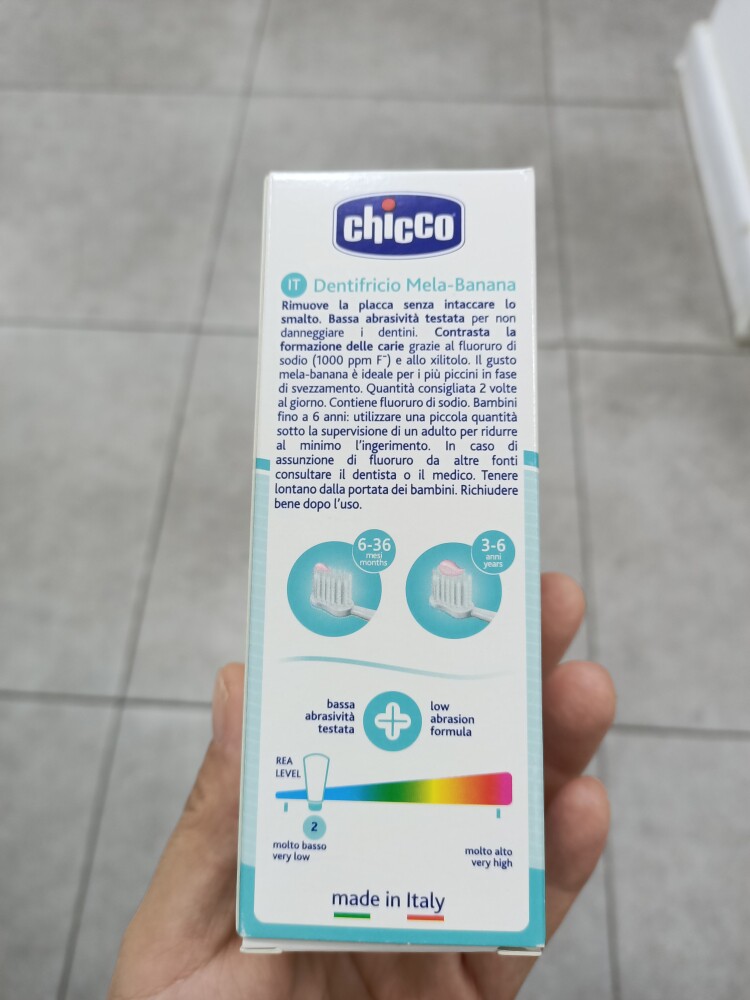 chicco
IT Dentifricio Mela-Banana
Rimuove la placca senza intaccare lo
smalto. Bassa abrasività testata per non
danneggiare i dentini. Contrasta la
formazione delle carie grazie al fluoruro di
sodio (1000 ppm F⁻) e allo xilitolo. Il gusto
mela-banana è ideale per i più piccini in fase
di svezzamento. Quantità consigliata 2 volte
al giorno. Contiene fluoruro di sodio. Bambini
fino a 6 anni: utilizzare una piccola quantità
sotto la supervisione di un adulto per ridurre
al minimo l'ingerimento. In caso di
assunzione di fluoruro da altre fonti
consultare il dentista o il medico. Tenere
lontano dalla portata dei bambini. Richiudere
bene dopo l'uso.
6-36
mesi
months
3-6
anni
years
bassa
abrasività
testata
low
abrasion
formula
REA
LEVEL
2
molto basso
very low
molto alto
very high
made in Italy